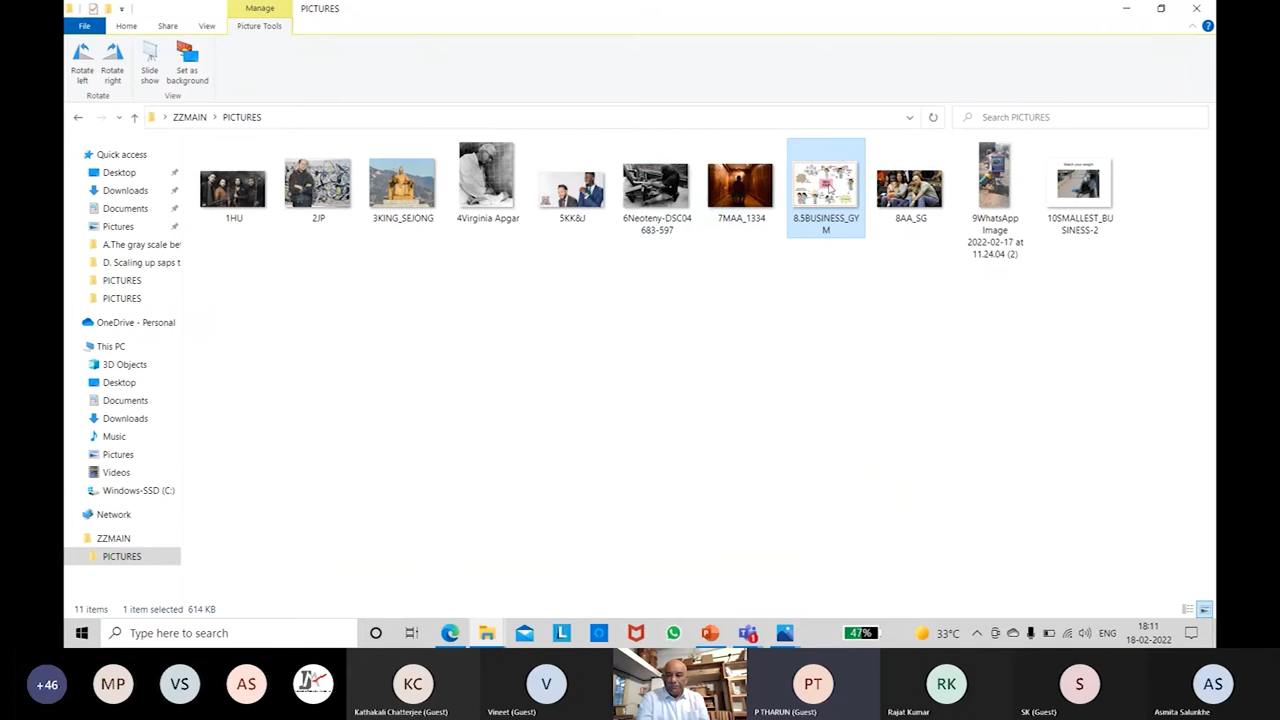 Manage
PICTURES
File
Home
Share
View
Picture Tools
Rotate left
Rotate right
Slide show
Set as background
Rotate
View
ZZMAIN > PICTURES
Search PICTURES
Quick access
Desktop
Downloads
Documents
Pictures
A.The gray scale be
D. Scaling up saps t
PICTURES
PICTURES
OneDrive - Personal
This PC
3D Objects
Desktop
Documents
Downloads
Music
Pictures
Videos
Windows-SSD (C:)
Network
ZZMAIN
PICTURES
1HU
2JP
3KING_SEJONG
4Virginia Apgar
5KK&J
6Neoteny-DSC04
683-597
7MAA_1334
8.5BUSINESS_GY
M
8AA_SG
9WhatsApp
Image
2022-02-17 at
11.24.04 (2)
10SMALLEST_BU
SINESS-2
11 items
1 item selected 614 KB
Type here to search
47%
33°C
ENG
18:11
18-02-2022
+46
MP
VS
AS
KC
Kathakali Chatterjee (Guest)
V
Vineet (Guest)
PT
P THARUN (Guest)
RK
Rajat Kumar
S
SK (Guest)
AS
Asmita Salunkhe